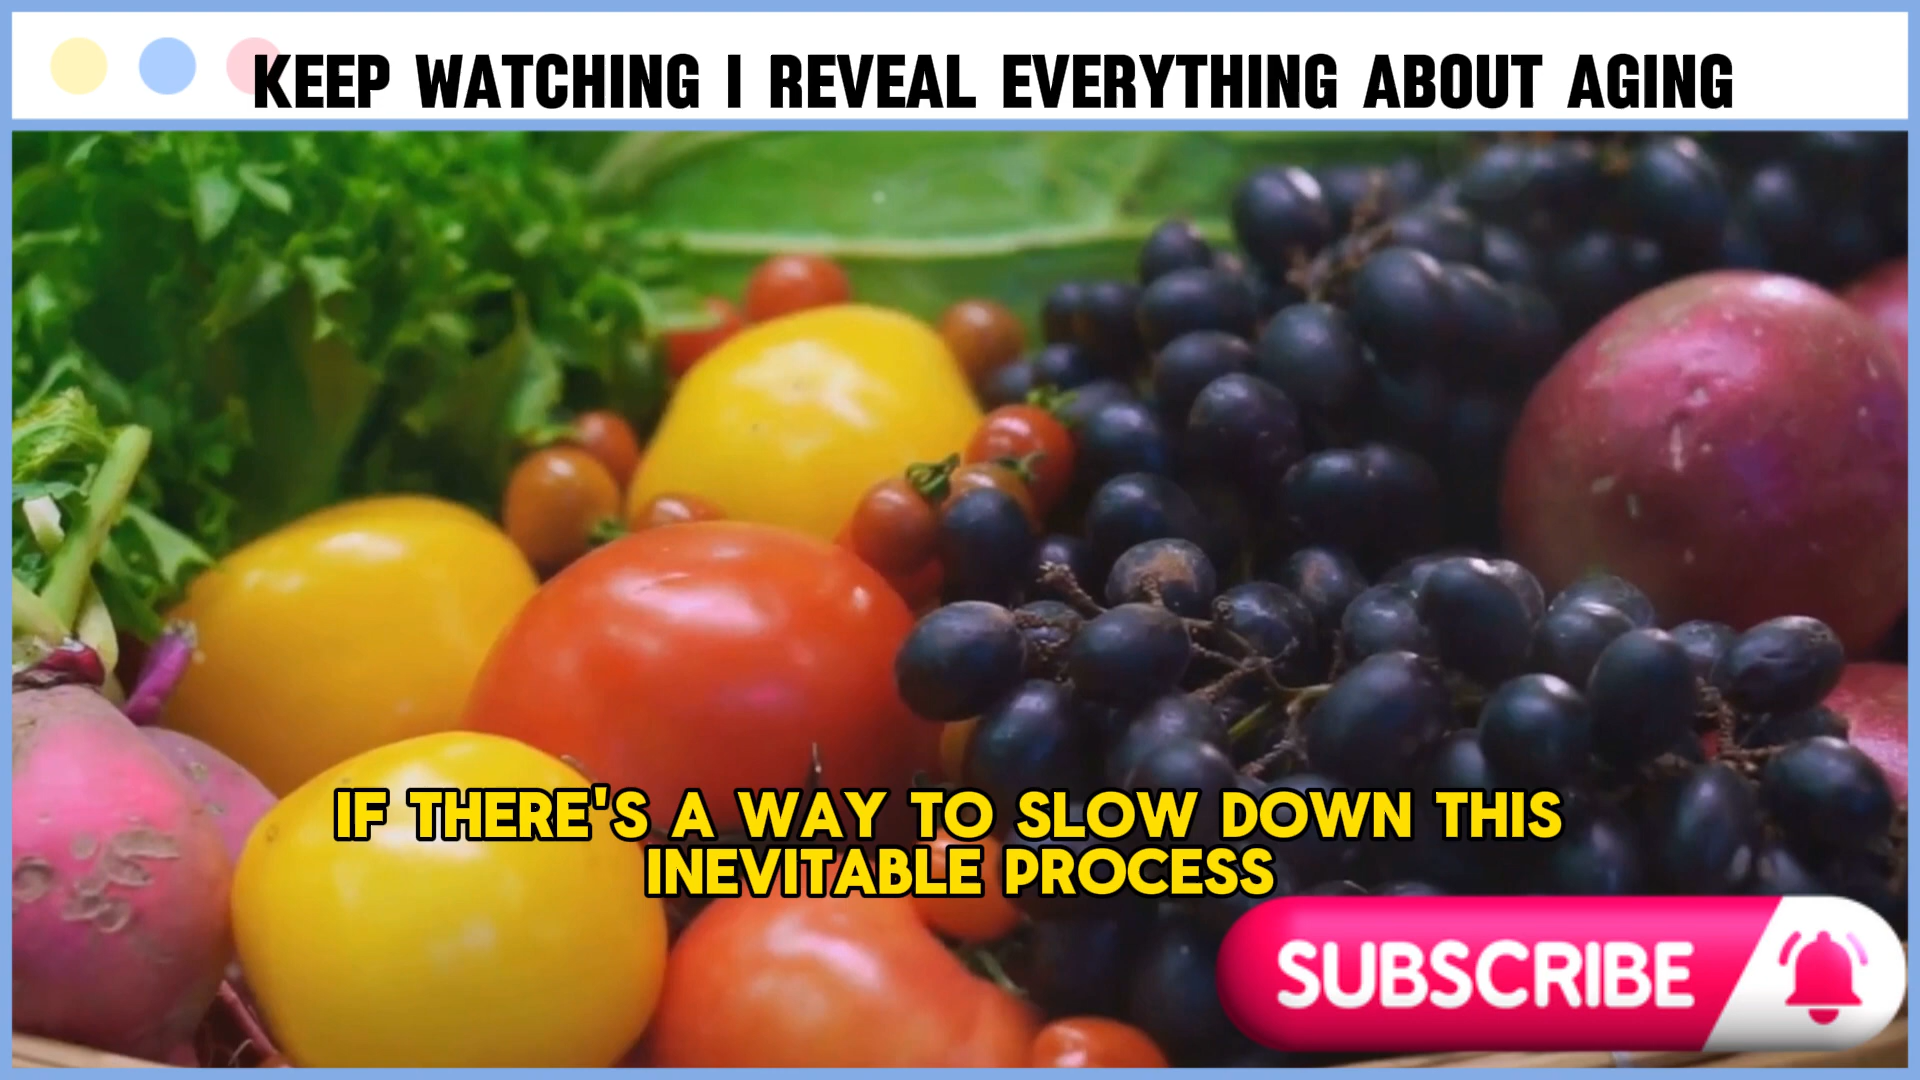 KEEP WATCHING I REVEAL EVERYTHING ABOUT AGING
IF THERE'S A WAY TO SLOW DOWN THIS
INEVITABLE PROCESS
SUBSCRIBE